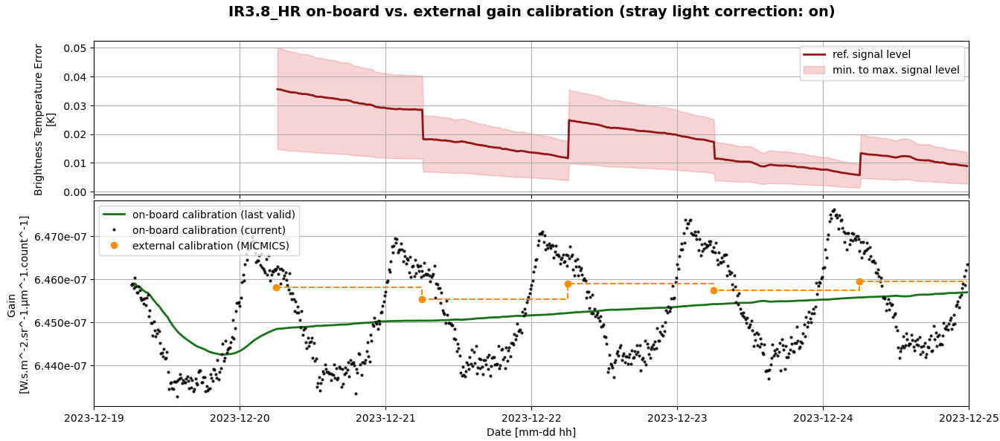 IR3.8_HR on-board vs. external gain calibration (stray light correction: on)
Brightness Temperature Error
[K]
0.05
0.04
0.03
0.02
0.01
0.00
ref. signal level
min. to max. signal level
Gain
[W.s.m^-2.sr^-1.µm^-1.count^-1]
6.470e-07
6.460e-07
6.450e-07
6.440e-07
on-board calibration (last valid)
on-board calibration (current)
external calibration (MICMICS)
2023-12-19
2023-12-20
2023-12-21
2023-12-22
2023-12-23
2023-12-24
2023-12-25
Date [mm-dd hh]